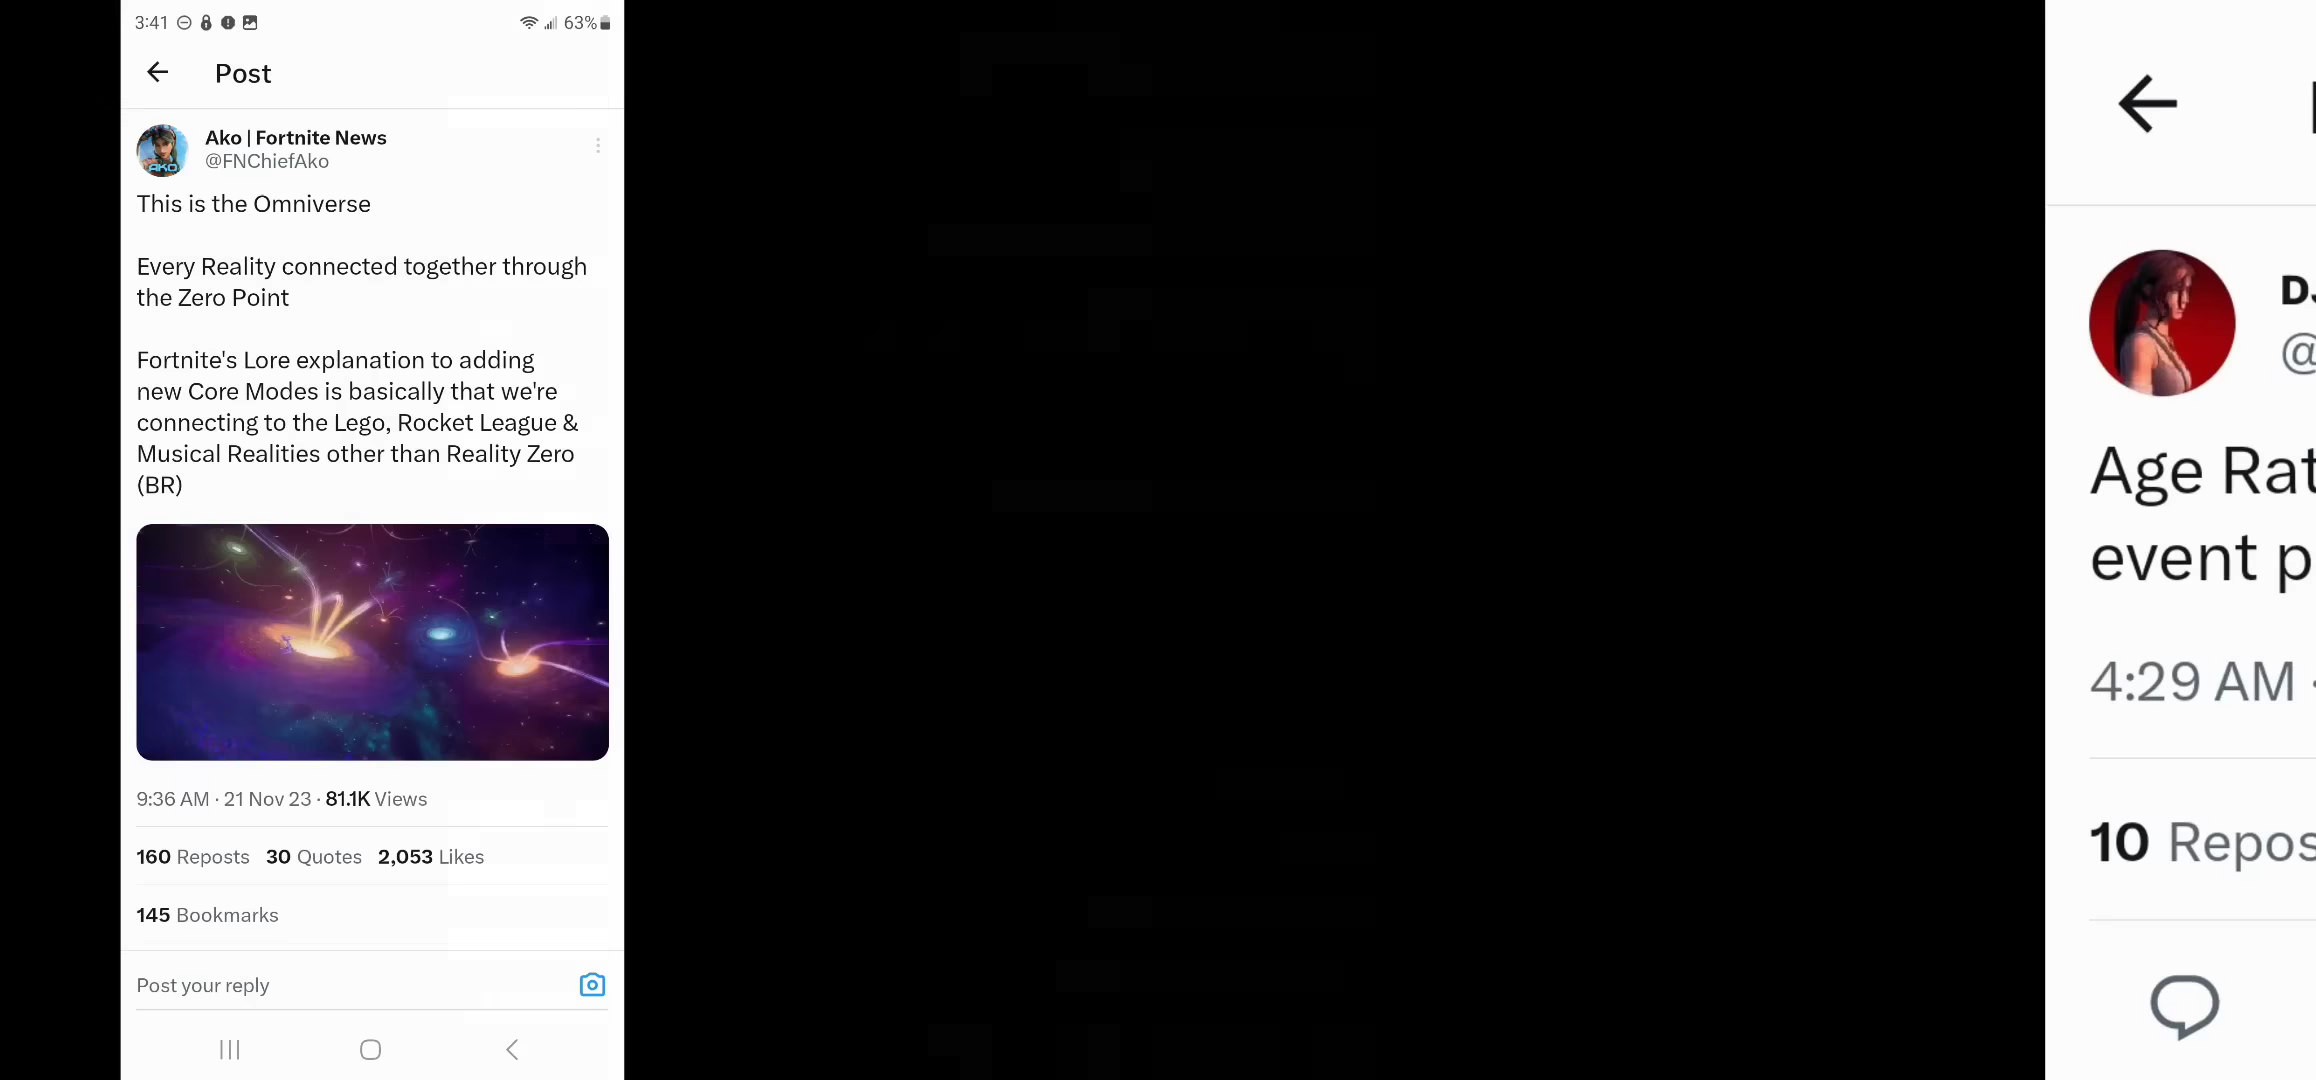 3:41
63%
Post
Ako | Fortnite News
@FNChiefAko
This is the Omniverse
Every Reality connected together through
the Zero Point
Fortnite's Lore explanation to adding
new Core Modes is basically that we're
connecting to the Lego, Rocket League &
Musical Realities other than Reality Zero
(BR)
9:36 AM · 21 Nov 23 · 81.1K Views
160 Reposts 30 Quotes 2,053 Likes
145 Bookmarks
Post your reply
@
Age
event
4:29 AM ·
10